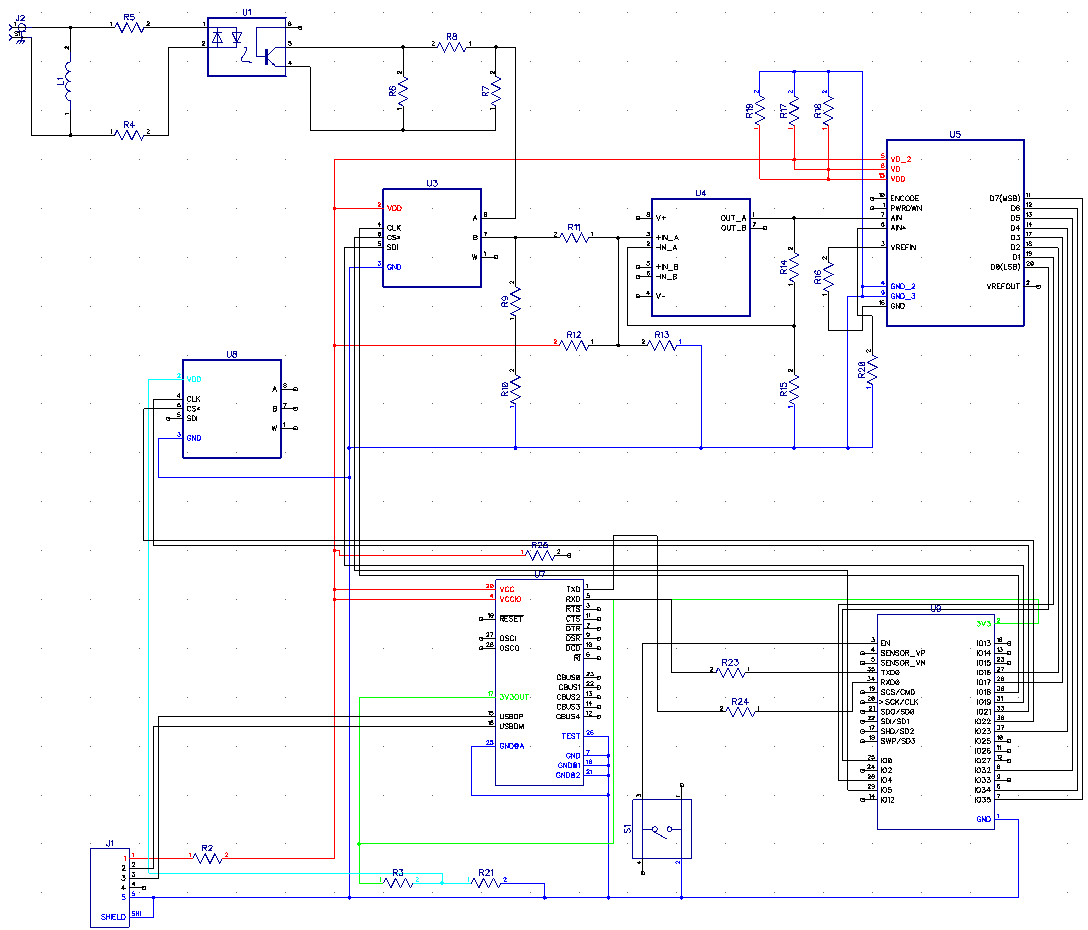 J2
R5
U1
L1
R4
R8
R6
R7
R19
R17
R18
U5
VD_2
VD
VDD
ENCODE
PWRDWN
AIN
AIN*
VREFIN
GND_2
GND_3
GND
D7(MSB)
D6
D5
D4
D3
D2
D1
D0(LSB)
VREFOUT
U3
VDD
CLK
CS*
SDI
GND
A
B
W
R11
U4
V+
+IN_A
-IN_A
+IN_B
-IN_B
V-
OUT_A
OUT_B
R14
R16
R9
R12
R13
R10
R15
R20
U8
VDD
CLK
CS*
SDI
GND
A
B
W
U7
VCC
VCCIO
RESET
OSCI
OSCO
3V3OUT
USBDP
USBDM
GND@A
TXD
RXD
RTS
CTS
DTR
DSR
DCD
RI
CBUS0
CBUS1
CBUS2
CBUS3
CBUS4
TEST
GND
GND@1
GND@2
R23
R24
3V3
EN
SENSOR_VP
SENSOR_VN
TXD0
RXD0
SCS/CMD
SCK/CLK
SDO/SD0
SDI/SD1
SHD/SD2
SWP/SD3
IO0
IO2
IO4
IO5
IO12
IO13
IO14
IO15
IO16
IO17
IO18
IO19
IO21
IO22
IO23
IO25
IO26
IO27
IO32
IO33
IO34
IO35
GND
S1
J1
1
2
3
4
5
SHIELD
SH1
R2
R3
R21